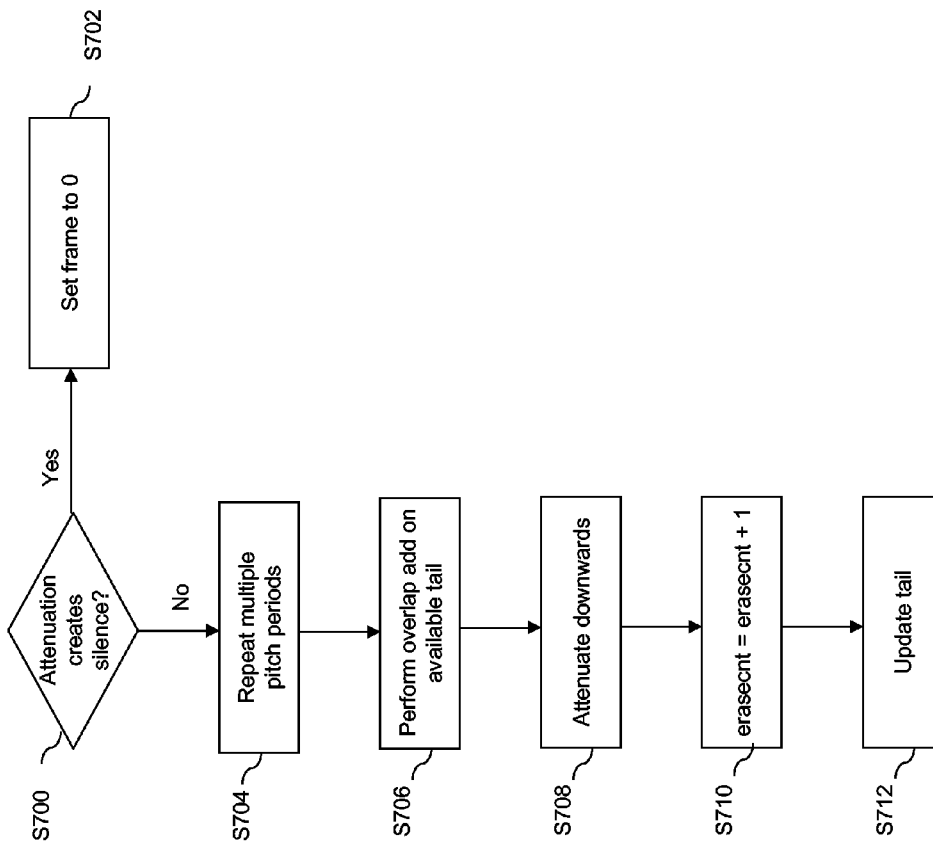 S700
Attenuation
creates
silence?
Yes
Set frame to 0
S702
No
S704
Repeat multiple
pitch periods
S706
Perform overlap add on
available tail
S708
Attenuate downwards
S710
erasecnt = erasecnt + 1
S712
Update tail